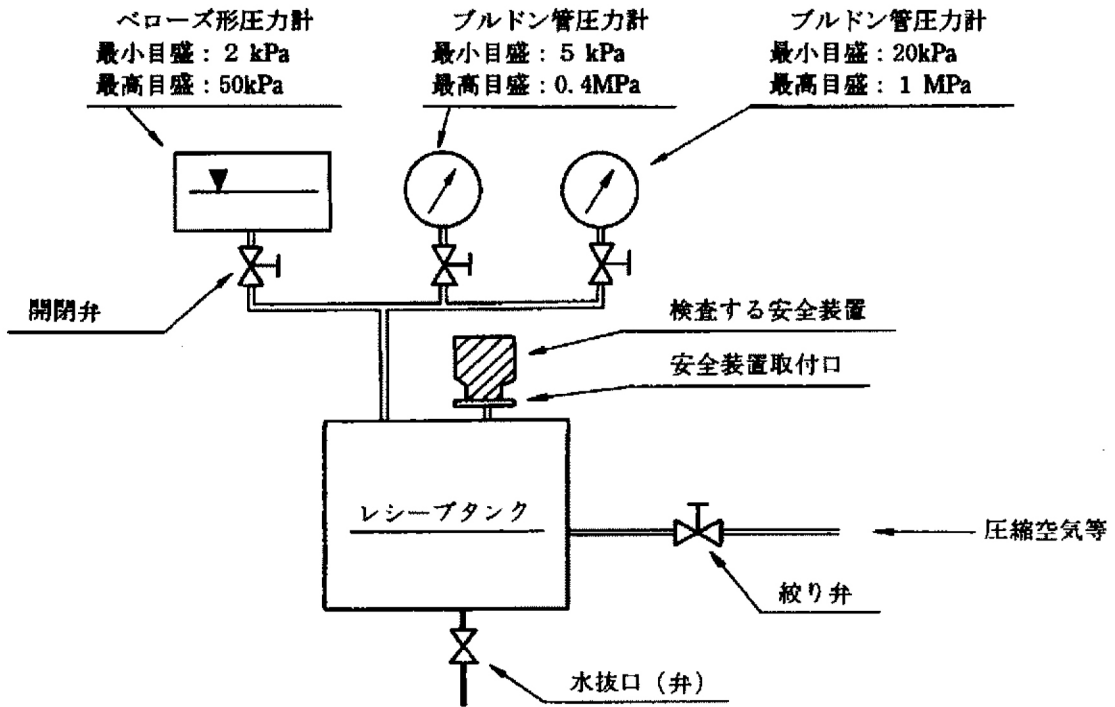 ベローズ形圧力計
最小目盛：2 kPa
最高目盛：50kPa
ブルドン管圧力計
最小目盛：5 kPa
最高目盛：0.4MPa
ブルドン管圧力計
最小目盛：20kPa
最高目盛：1 MPa
開閉弁
検査する安全装置
安全装置取付口
レシーブタンク
圧縮空気等
絞り弁
水抜口（弁）